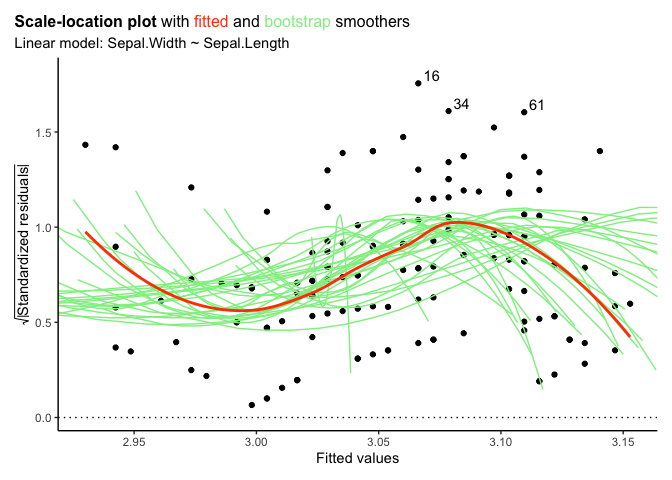 Scale-location plot with fitted and bootstrap smoothers
Linear model: Sepal.Width ~ Sepal.Length
16
34
61
1.5
1.0
0.5
0.0
√|Standardized residuals|
2.95 3.00 3.05 3.10 3.15
Fitted values